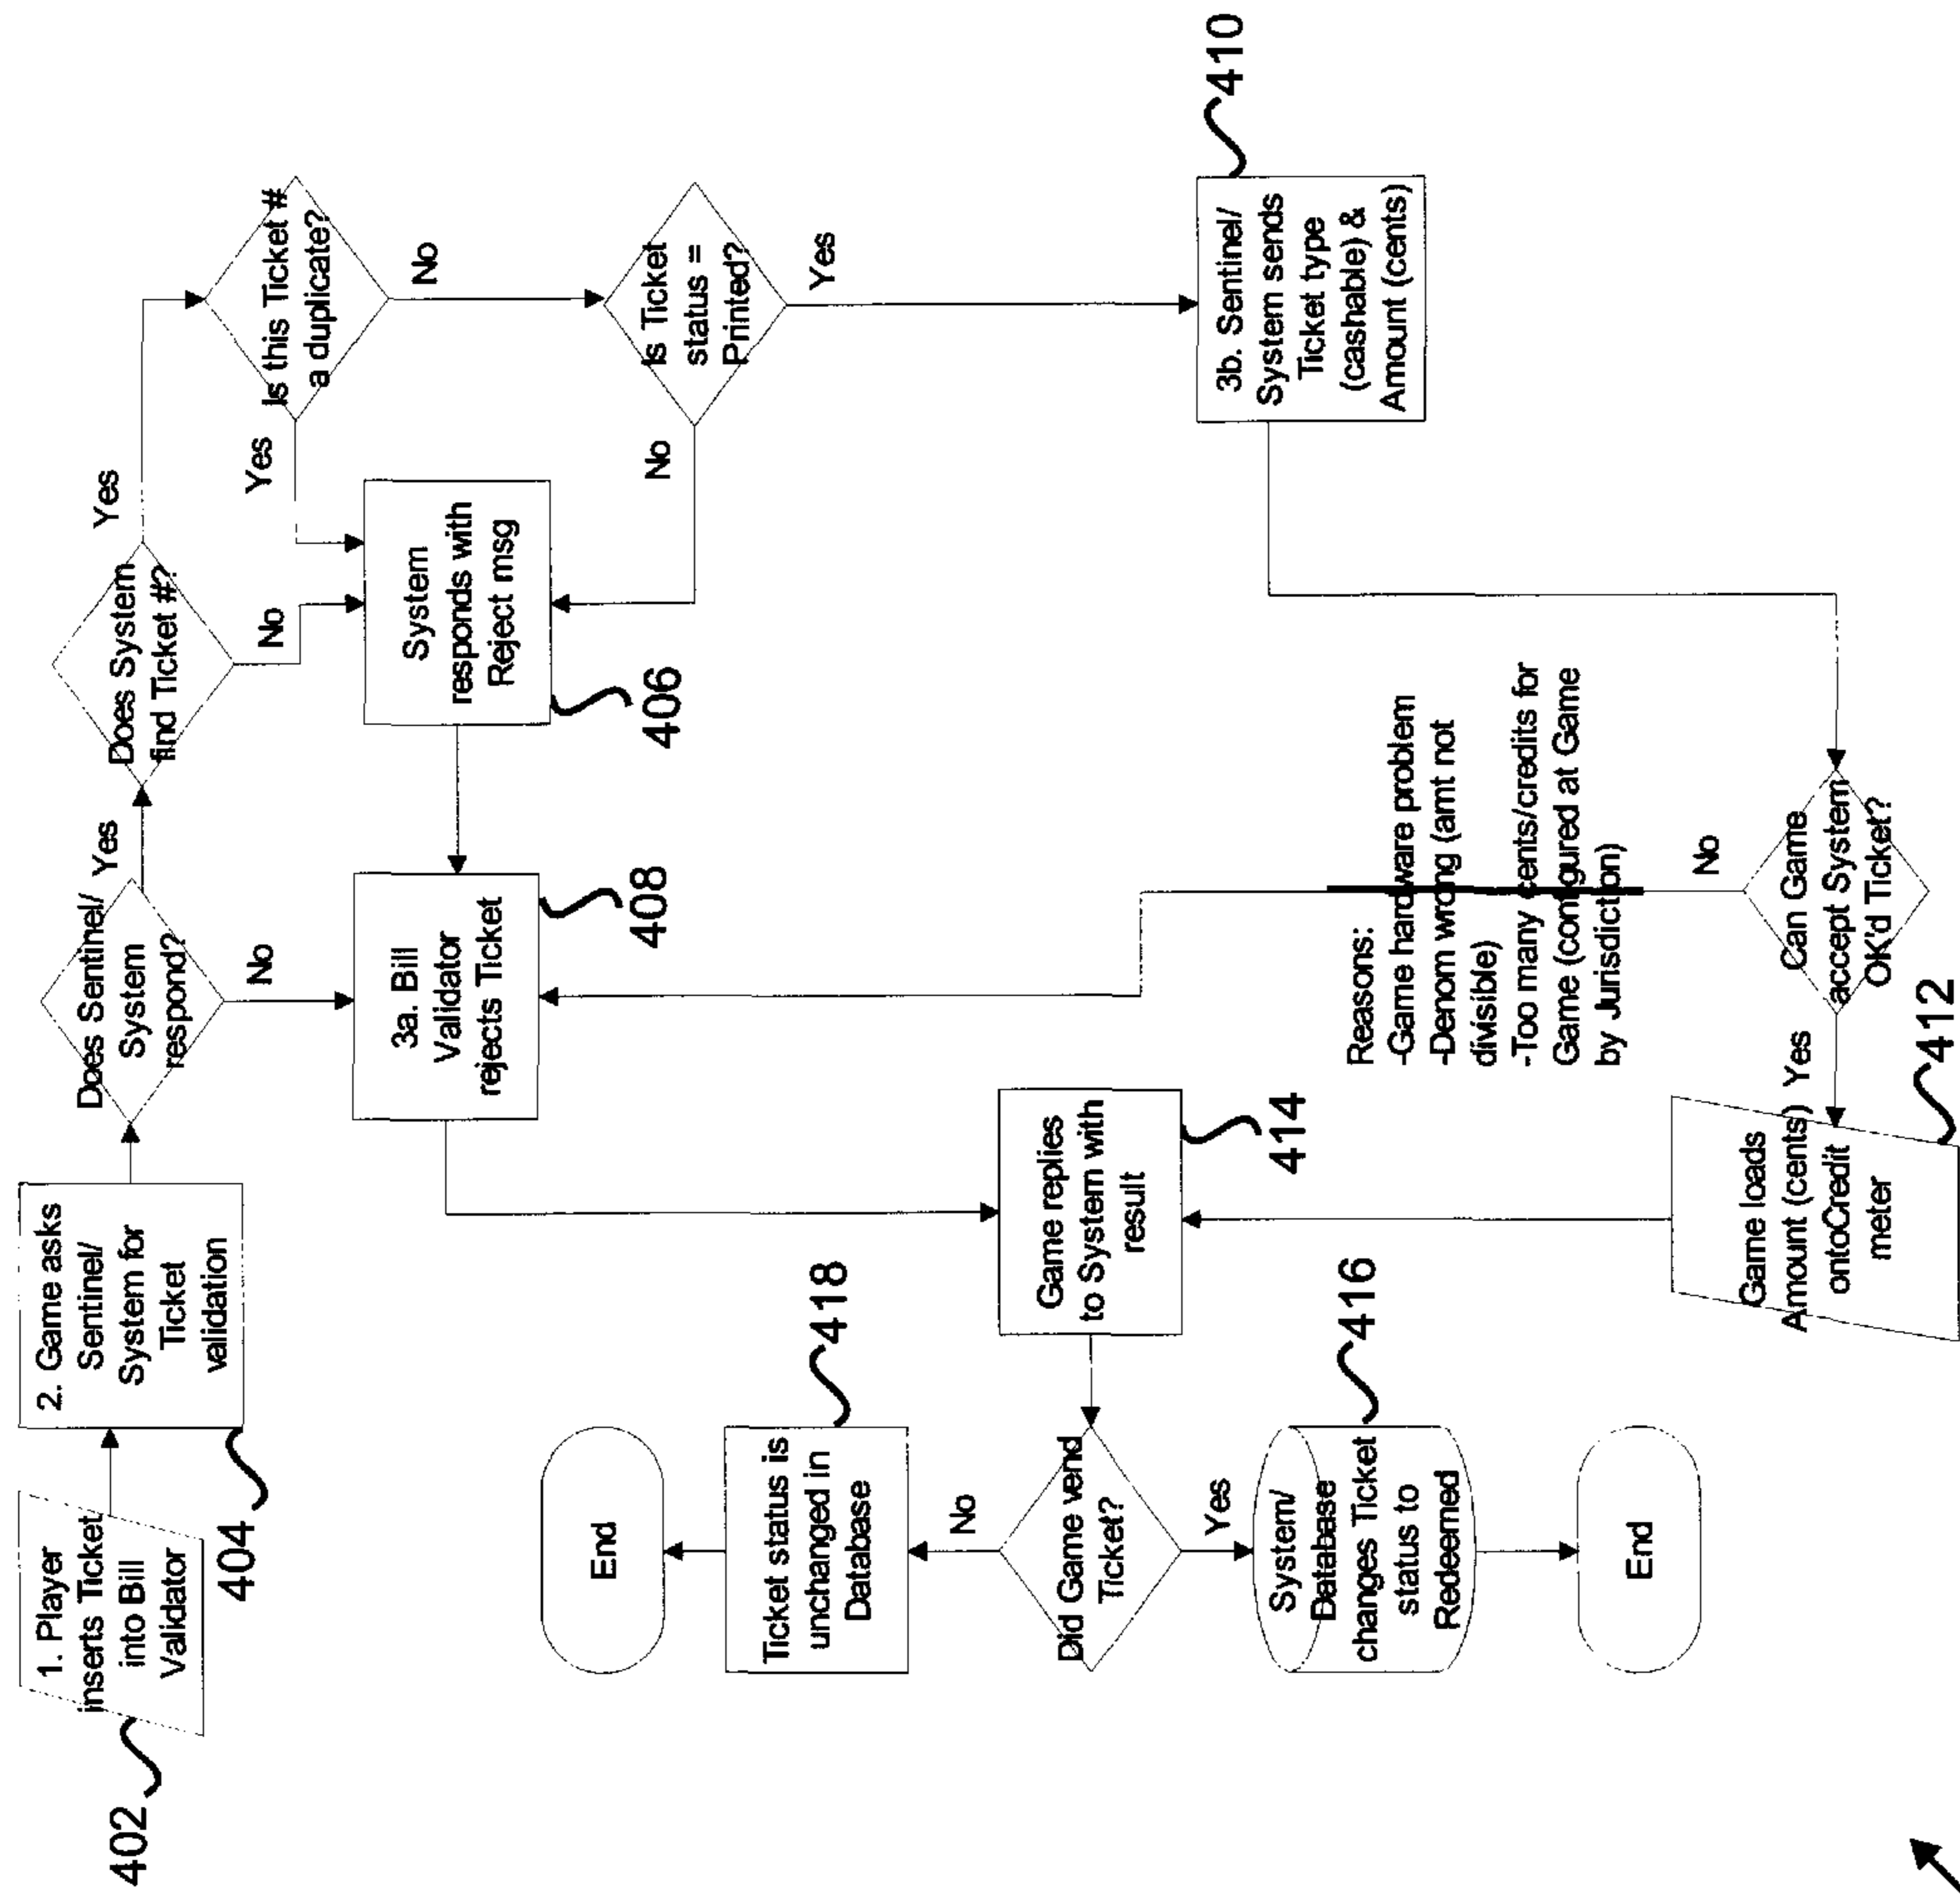 1. Player
inserts Ticket
into Bill
Validator
402
2. Game asks
Sentinel/
System for
Ticket
validation
404
Does Sentinel/
System
respond?
Yes
No
Does System
find Ticket #?
Yes
No
Is this Ticket #
a duplicate?
Yes
No
System
responds with
Reject msg
406
Is Ticket
status =
Printed?
No
Yes
3a. Bill
Validator
rejects Ticket
408
3b. Sentinel/
System sends
Ticket type
(cashable) &
Amount (cents)
410
Reasons:
-Game hardware problem
-Denom wrong (amt not
divisible)
-Too many cents/credits for
Game (configured at Game
by Jurisdiction)
Can Game
accept System
OK'd Ticket?
No
Yes
Game loads
Amount (cents)
ontoCredit
meter
412
Game replies
to System with
result
414
Did Game vend
Ticket?
No
Yes
Ticket status is
unchanged in
Database
418
End
System/
Database
changes Ticket
status to
Redeemed
416
End